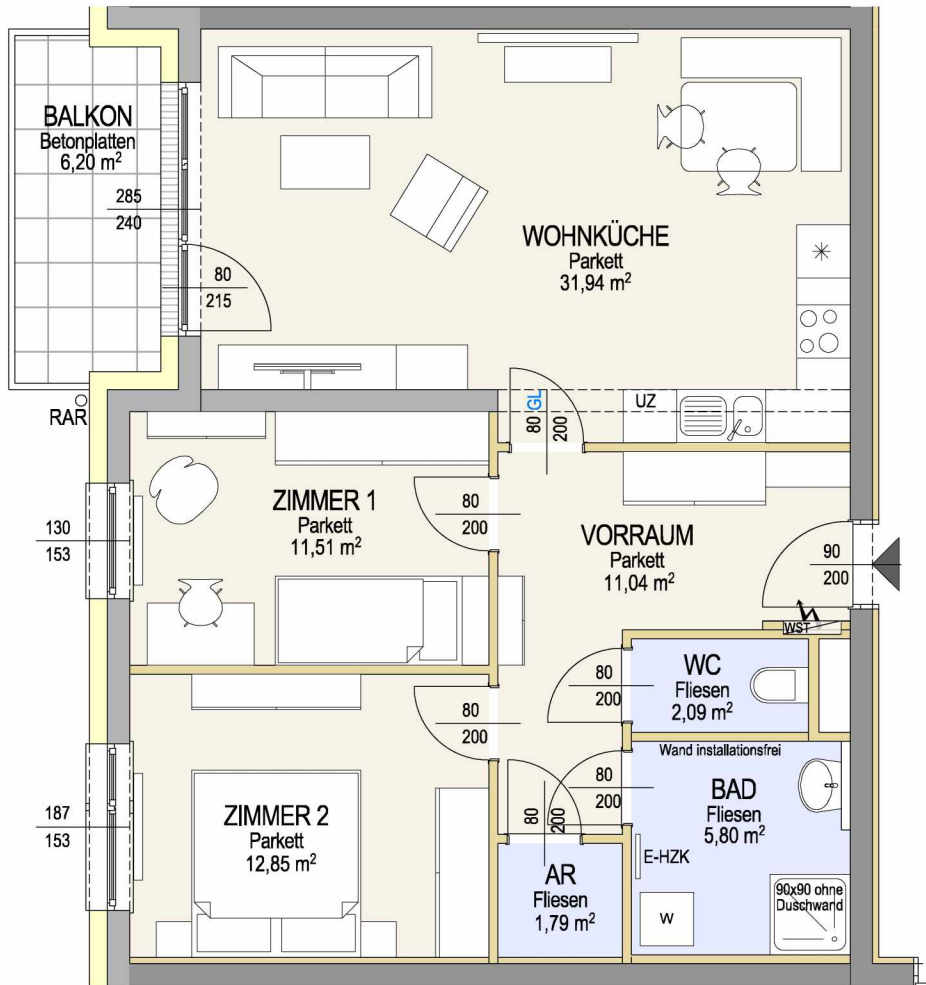 BALKON
Betonplatten
6,20 m²
285
240
80
215
WOHNKÜCHE
Parkett
31,94 m²
RAR
80
200
GL
UZ
130
153
ZIMMER 1
Parkett
11,51 m²
80
200
VORRAUM
Parkett
11,04 m²
90
200
WST
WC
Fliesen
2,09 m²
80
200
80
200
Wand installationsfrei
187
153
ZIMMER 2
Parkett
12,85 m²
80
200
80
200
BAD
Fliesen
5,80 m²
E-HZK
AR
Fliesen
1,79 m²
W
90x90 ohne
Duschwand